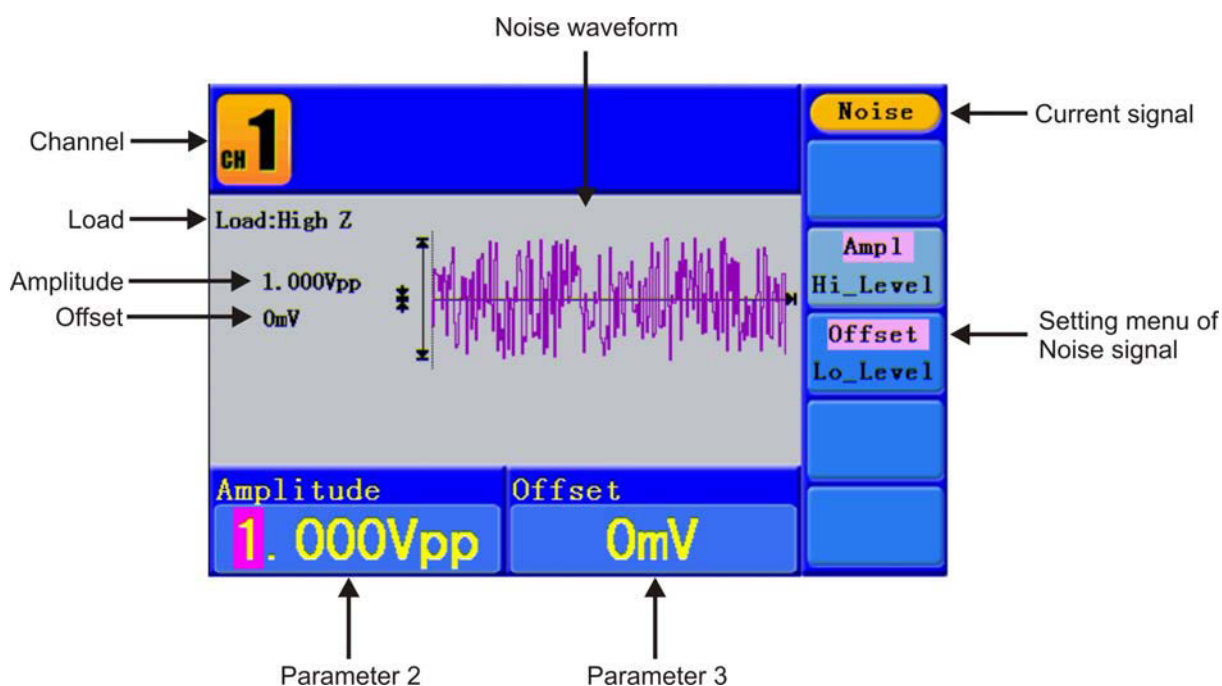 Noise waveform
CH 1
Noise
Channel
Current signal
Load
Load:High Z
Ampl
Hi_Level
Amplitude
1.000Vpp
Offset
0mV
Offset
Lo_Level
Setting menu of
Noise signal
Amplitude
Offset
1.000Vpp
0mV
Parameter 2
Parameter 3